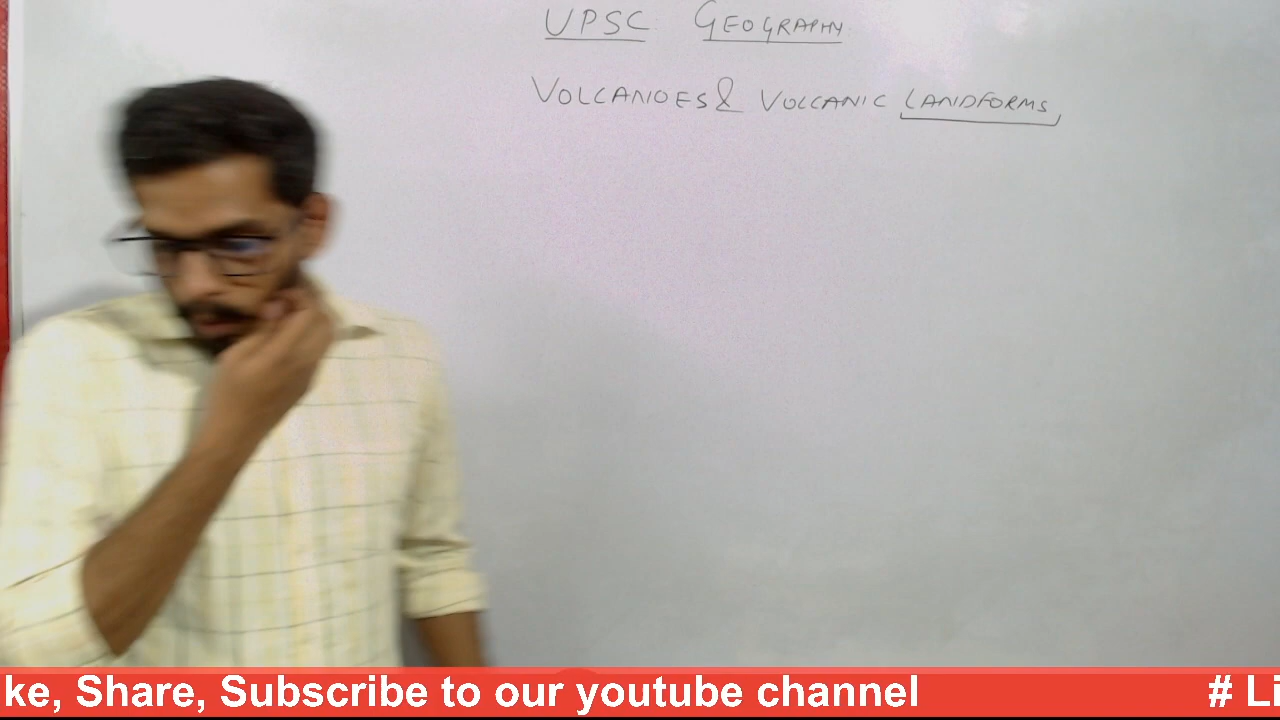 UPSC GEOGRAPHY
VOLCANOES & VOLCANIC LANDFORMS
ke, Share, Subscribe to our youtube channel # Li